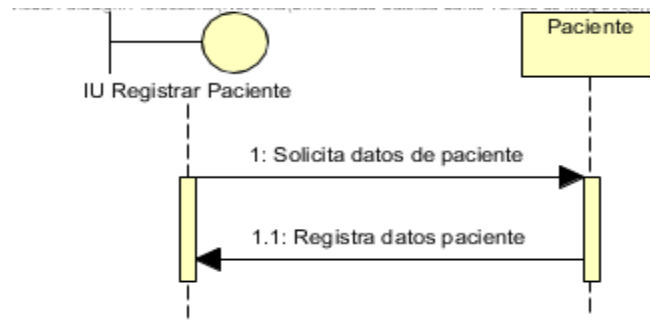 Paciente
IU Registrar Paciente
1: Solicita datos de paciente
1.1: Registra datos paciente